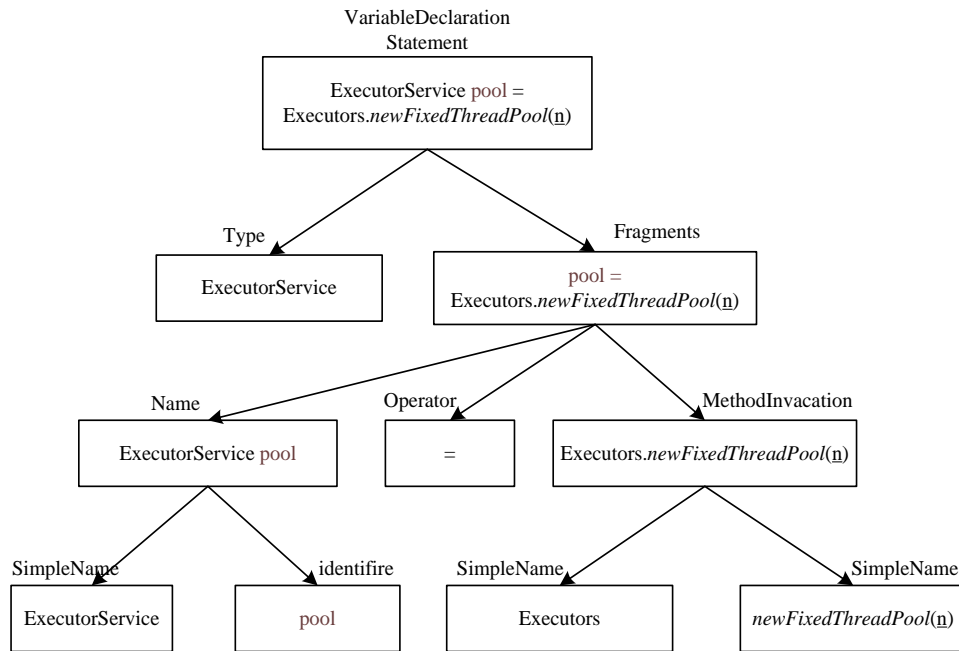 VariableDeclaration
Statement
ExecutorService pool =
Executors.newFixedThreadPool(n)
Type
Fragments
ExecutorService
pool =
Executors.newFixedThreadPool(n)
Name
Operator
MethodInvacation
ExecutorService pool
=
Executors.newFixedThreadPool(n)
SimpleName
identifire
SimpleName
SimpleName
ExecutorService
pool
Executors
newFixedThreadPool(n)